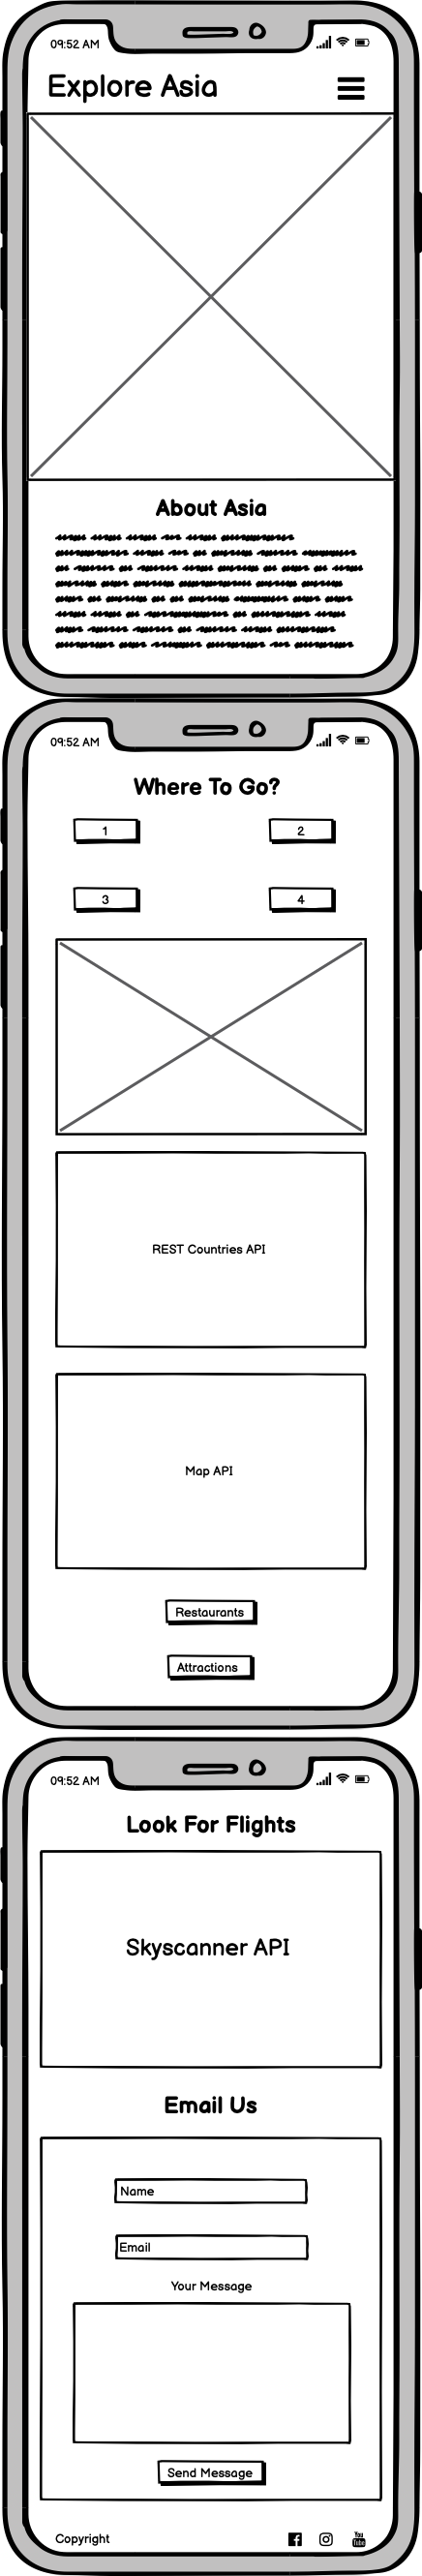 09:52 AM
Explore Asia
About Asia
09:52 AM
Where To Go?
1 2
3 4
REST Countries API
Map API
Restaurants
Attractions
09:52 AM
Look For Flights
Skyscanner API
Email Us
Name
Email
Your Message
Send Message
Copyright
You
Tube